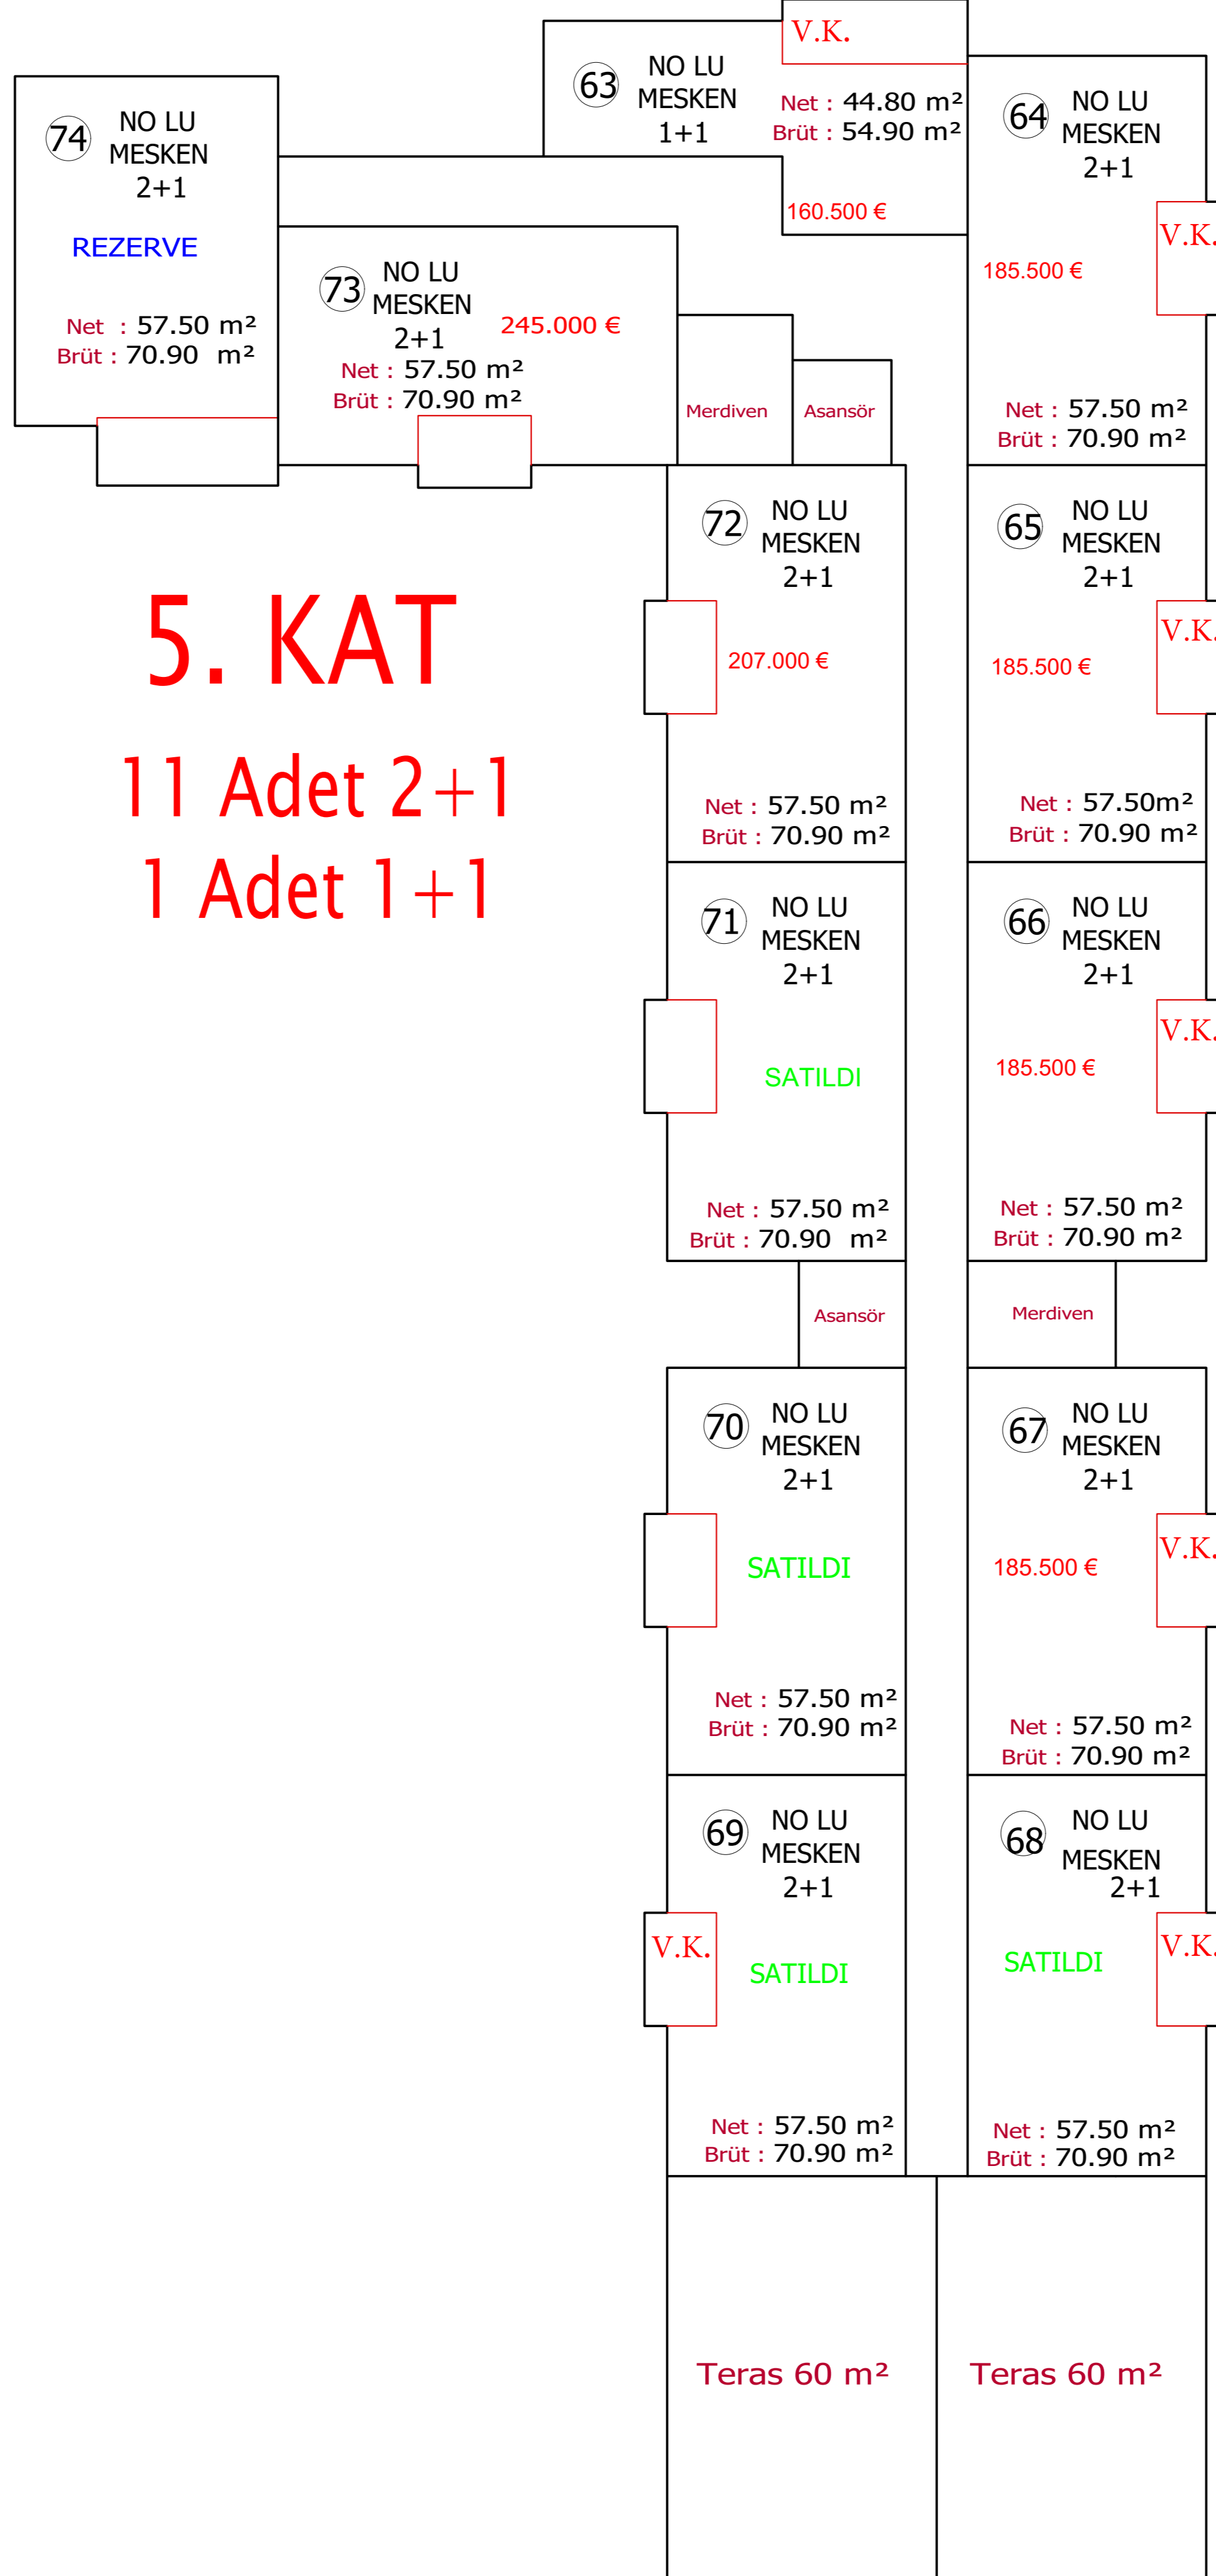 V.K.
63
NO LU
MESKEN
1+1
Net : 44.80 m²
Brüt : 54.90 m²
160.500 €
64
NO LU
MESKEN
2+1
V.K.
185.500 €
Net : 57.50 m²
Brüt : 70.90 m²
74
NO LU
MESKEN
2+1
REZERVE
Net : 57.50 m²
Brüt : 70.90 m²
73
NO LU
MESKEN
2+1
245.000 €
Net : 57.50 m²
Brüt : 70.90 m²
Merdiven
Asansör
72
NO LU
MESKEN
2+1
207.000 €
Net : 57.50 m²
Brüt : 70.90 m²
65
NO LU
MESKEN
2+1
V.K.
185.500 €
Net : 57.50m²
Brüt : 70.90 m²
5. KAT
11 Adet 2+1
1 Adet 1+1
71
NO LU
MESKEN
2+1
SATILDI
Net : 57.50 m²
Brüt : 70.90 m²
66
NO LU
MESKEN
2+1
V.K.
185.500 €
Net : 57.50 m²
Brüt : 70.90 m²
Asansör
Merdiven
70
NO LU
MESKEN
2+1
SATILDI
Net : 57.50 m²
Brüt : 70.90 m²
67
NO LU
MESKEN
2+1
V.K.
185.500 €
Net : 57.50 m²
Brüt : 70.90 m²
69
NO LU
MESKEN
2+1
V.K.
SATILDI
Net : 57.50 m²
Brüt : 70.90 m²
68
NO LU
MESKEN
2+1
V.K.
SATILDI
Net : 57.50 m²
Brüt : 70.90 m²
Teras 60 m²
Teras 60 m²